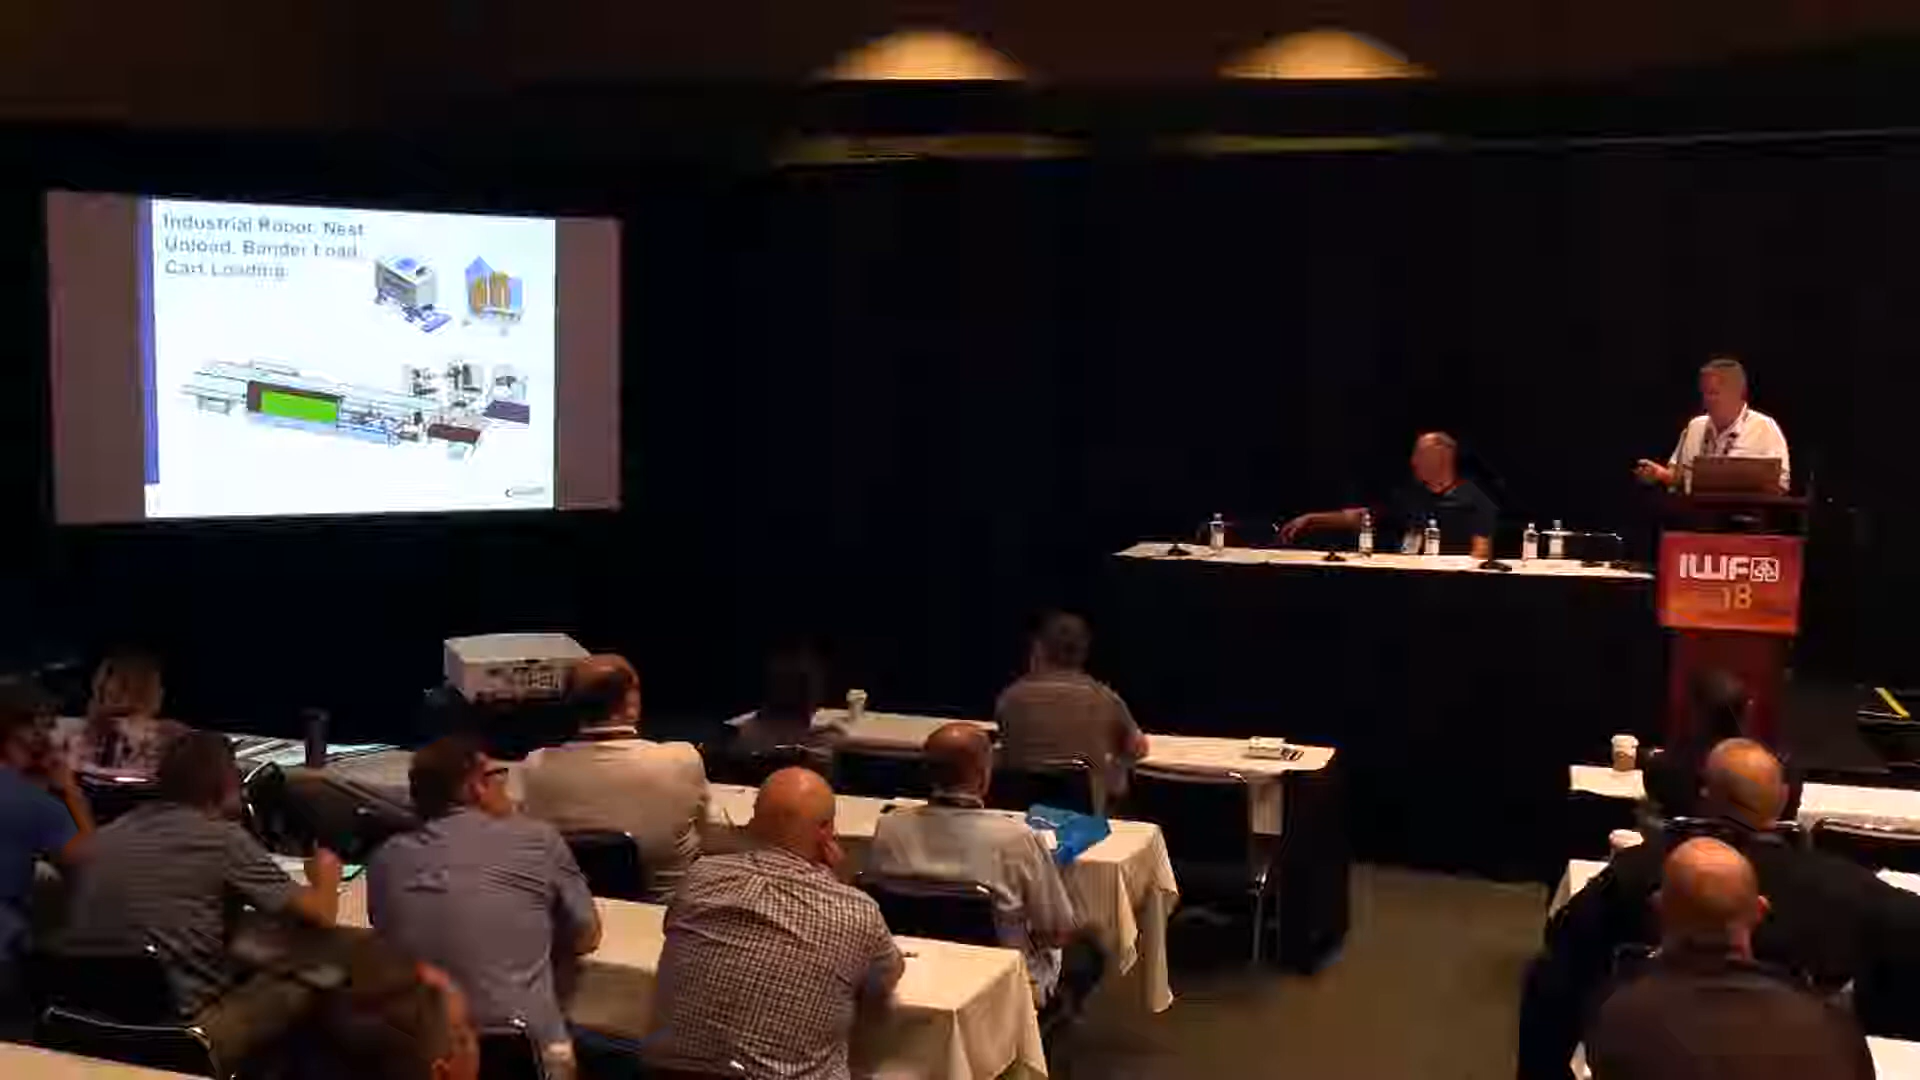 Industrial Robot, Nest
Unload, Bander Load,
Cart Loading
IWF
18